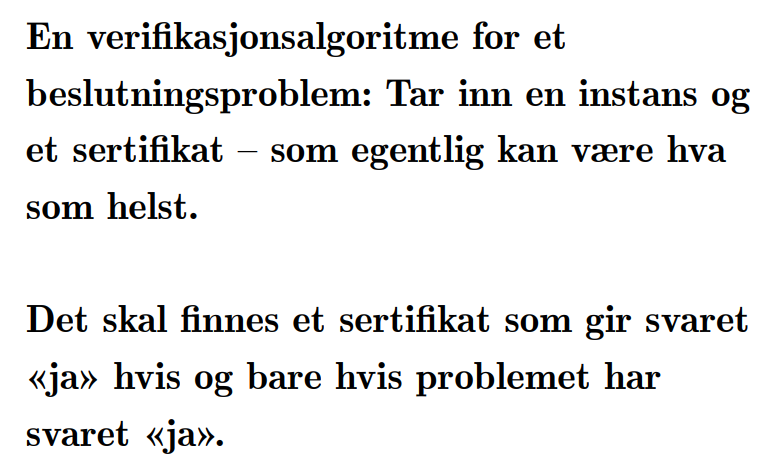 En verifikasjonsalgoritme for et
beslutningsproblem: Tar inn en instans og
et sertifikat – som egentlig kan være hva
som helst.
Det skal finnes et sertifikat som gir svaret
«ja» hvis og bare hvis problemet har
svaret «ja».